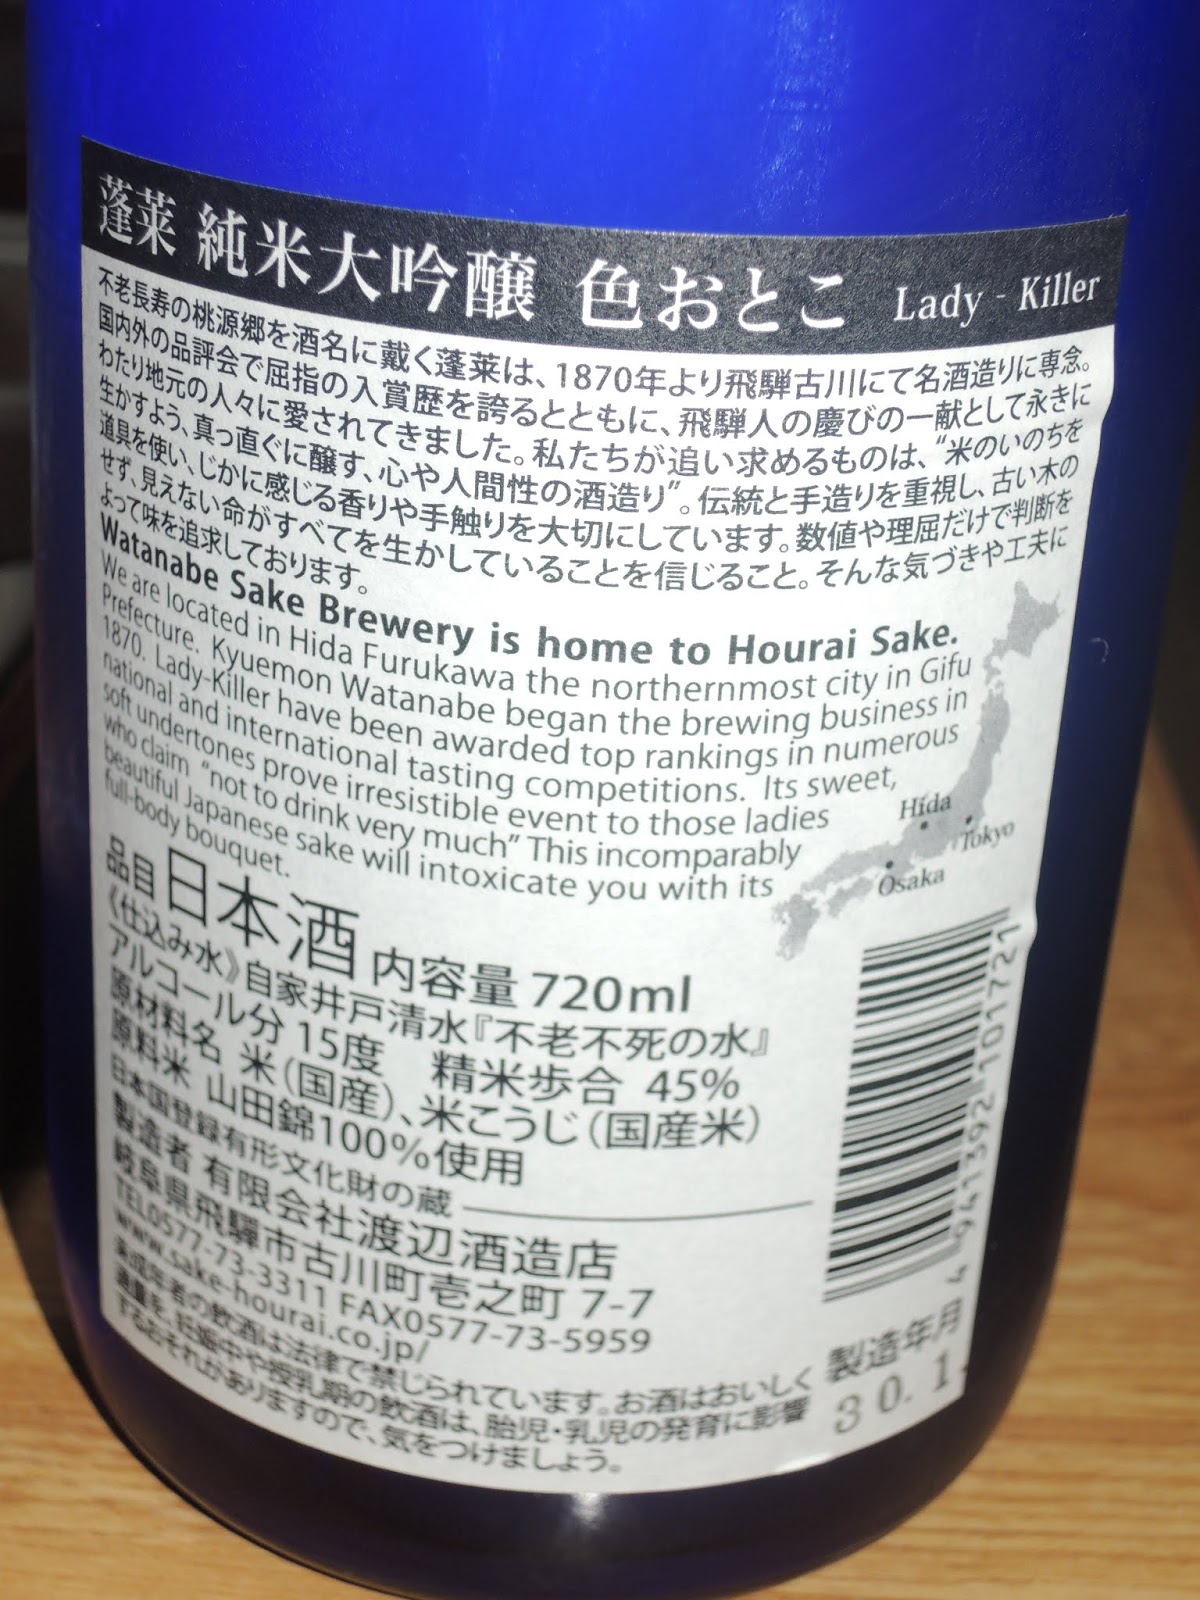 蓬莱 純米大吟醸 色おとこ Lady - Killer
不老長寿の桃源郷を酒名に戴く蓬莱は、1870年より飛騨古川にて名酒造りに専念。
国内外の品評会で屈指の入賞歴を誇るとともに、飛騨人の慶びの一献として永きに
わたり地元の人々に愛されてきました。私たちが追い求めるものは、“米のいのちを
生かすよう、真っ直ぐに醸す、心や人間性の酒造り”。伝統と手造りを重視し、古い木の
道具を使い、じかに感じる香りや手触りを大切にしています。数値や理屈だけで判断を
せず、見えない命がすべてを生かしていることを信じること。そんな気づきや工夫に
よって味を追求しております。
Watanabe Sake Brewery is home to Hourai Sake.
We are located in Hida Furukawa the northernmost city in Gifu
Prefecture. Kyuemon Watanabe began the brewing business in
1870. Lady-Killer have been awarded top rankings in numerous
national and international tasting competitions. Its sweet,
soft undertones prove irresistible event to those ladies
who claim “not to drink very much” This incomparably
beautiful Japanese sake will intoxicate you with its
full-body bouquet.
Hida
Tokyo
Osaka
品目 日本酒 内容量 720ml
《仕込み水》自家井戸清水『不老不死の水』
アルコール分 15度 精米歩合 45%
原材料名 米(国産)、米こうじ(国産米)
原料米 山田錦100%使用
日本国登録有形文化財の蔵
製造者 有限会社渡辺酒造店
岐阜県飛騨市古川町壱之町 7-7
TEL0577-73-3311 FAX0577-73-5959
www.sake-hourai.co.jp/
未成年者の飲酒は法律で禁じられています。お酒はおいしく
適量を。妊娠中や授乳期の飲酒は、胎児・乳児の発育に影響
するおそれがありますので、気をつけましょう。
4 941392 101721
製造年月
30. 1.